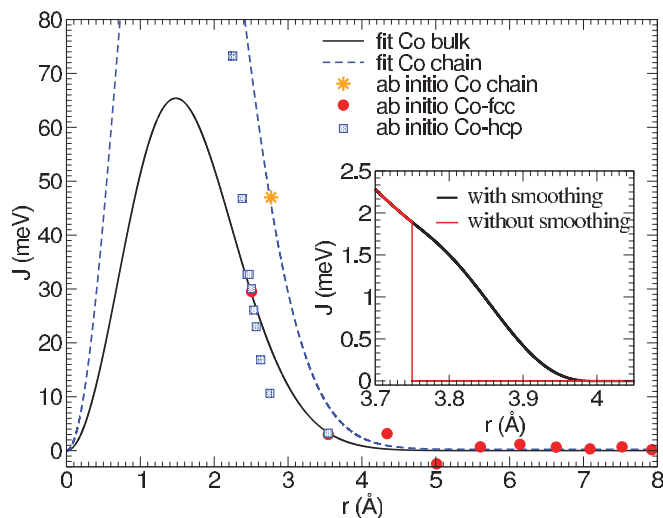 80
70
60
50
40
30
20
10
0
J (meV)
0
1
2
3
4
5
6
7
8
r (Å)
fit Co bulk
fit Co chain
ab initio Co chain
ab initio Co-fcc
ab initio Co-hcp
2.5
2
1.5
1
0.5
0
J (meV)
3.7
3.8
3.9
4
r (Å)
with smoothing
without smoothing